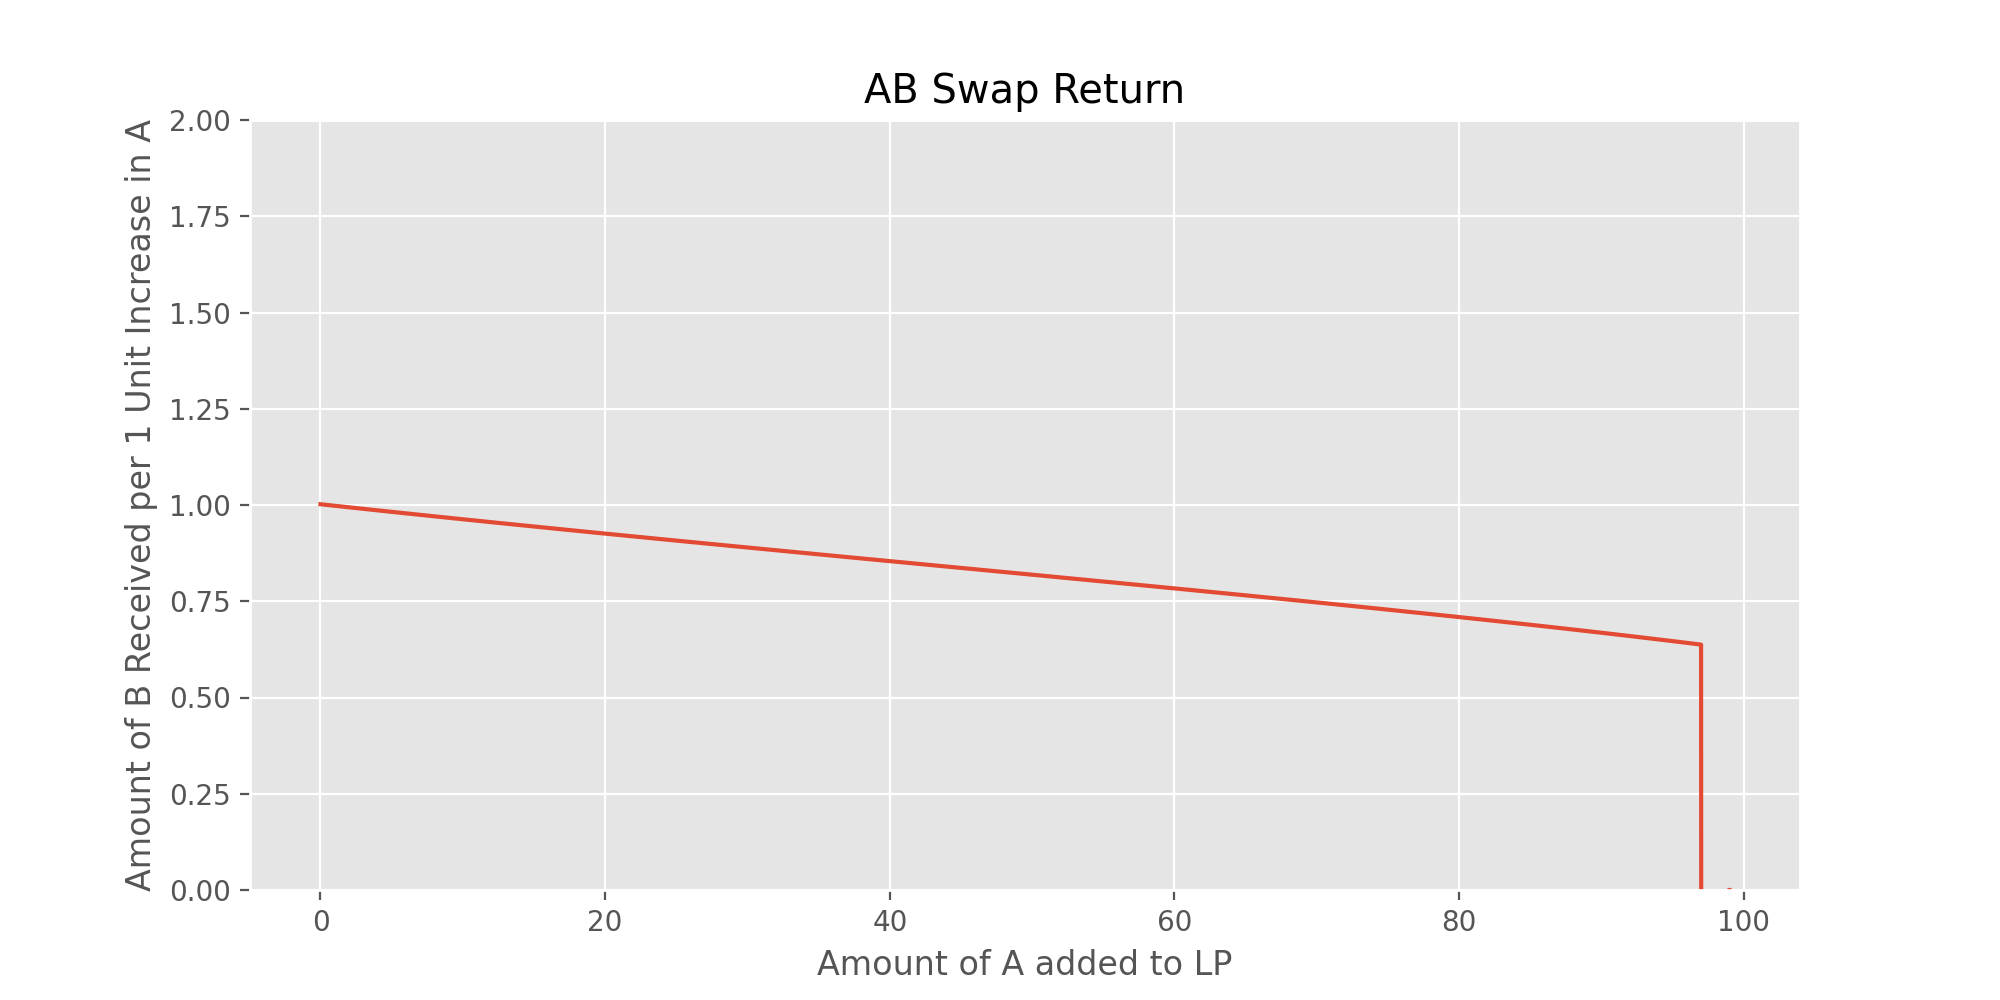 AB Swap Return
Amount of B Received per 1 Unit Increase in A
2.00
1.75
1.50
1.25
1.00
0.75
0.50
0.25
0.00
0 20 40 60 80 100
Amount of A added to LP